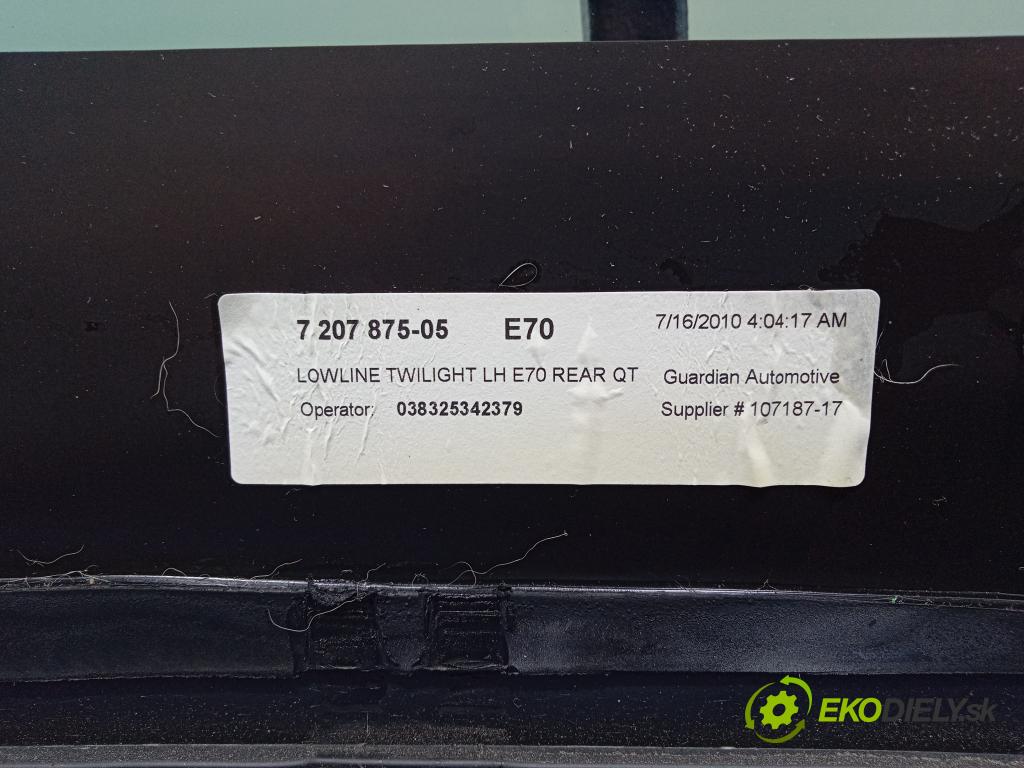 7 207 875-05 E70 7/16/2010 4:04:17 AM
LOWLINE TWILIGHT LH E70 REAR QT Guardian Automotive
Operator: 038325342379 Supplier # 107187-17
EKODIELY.sk